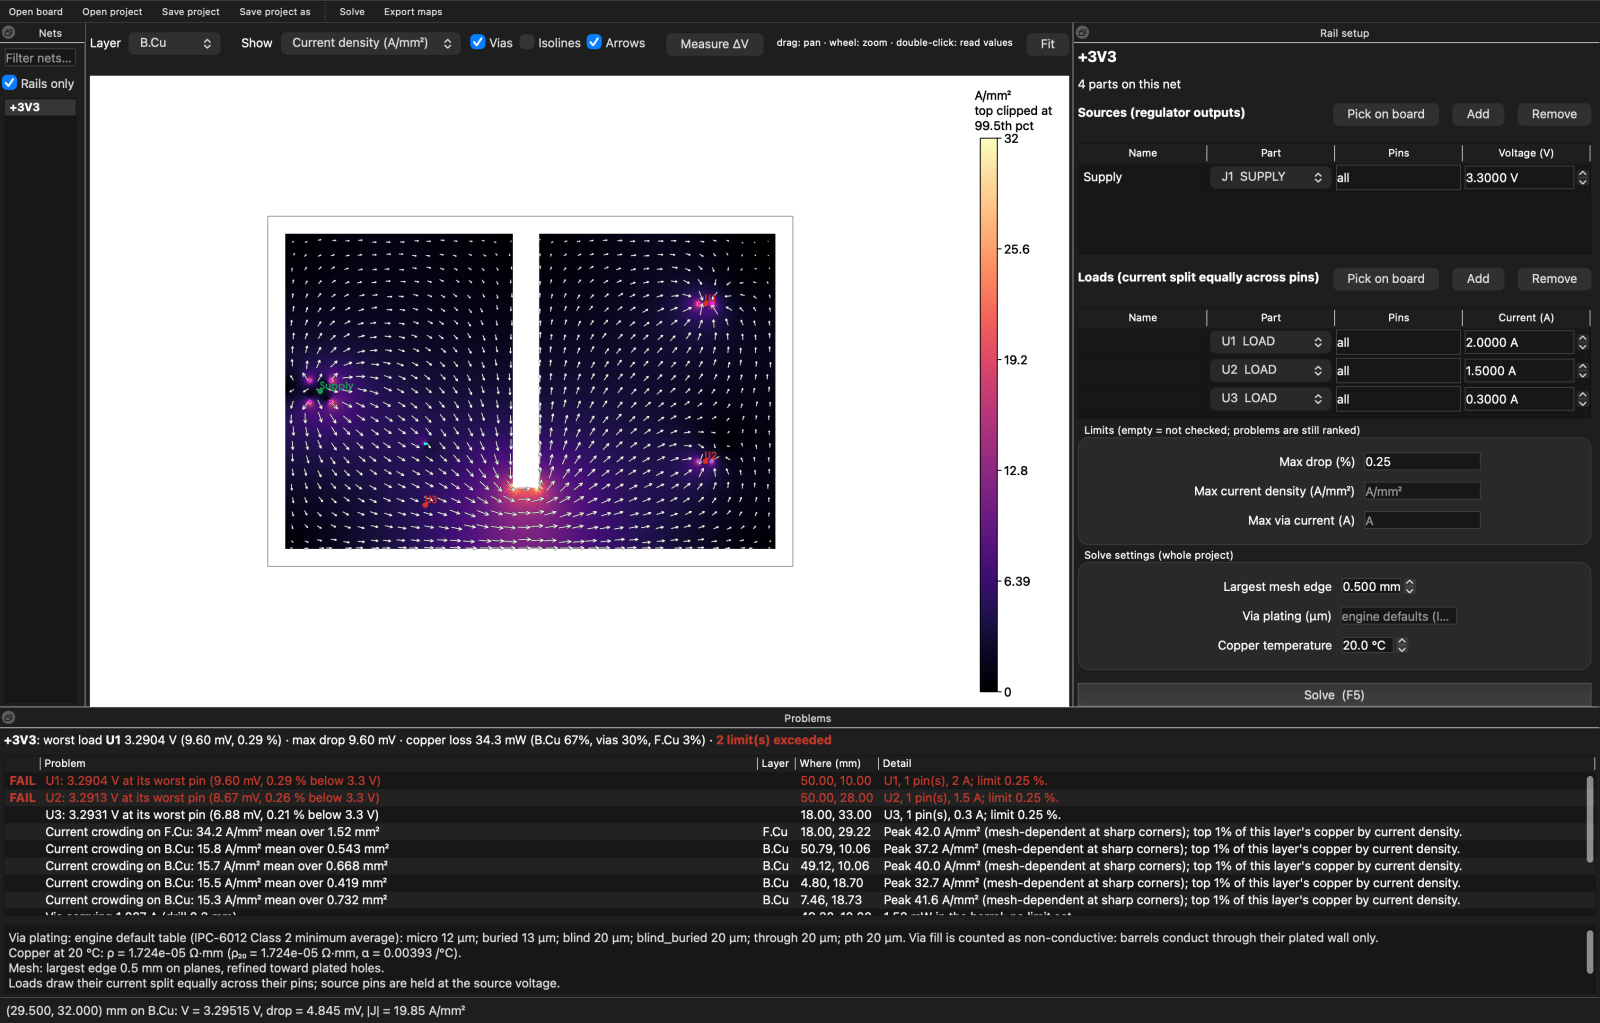 Open board Open project Save project Save project as Solve Export maps
Nets
Filter nets...
Rails only
+3V3
Layer B.Cu Show Current density (A/mm²) Vias Isolines Arrows Measure ΔV drag: pan · wheel: zoom · double-click: read values Fit
A/mm²
top clipped at
99.5th pct
32
25.6
19.2
12.8
6.39
0
Supply
U2
U3
Rail setup
+3V3
4 parts on this net
Sources (regulator outputs) Pick on board Add Remove
Name Part Pins Voltage (V)
Supply J1 SUPPLY all 3.3000 V
Loads (current split equally across pins) Pick on board Add Remove
Name Part Pins Current (A)
U1 LOAD all 2.0000 A
U2 LOAD all 1.5000 A
U3 LOAD all 0.3000 A
Limits (empty = not checked; problems are still ranked)
Max drop (%) 0.25
Max current density (A/mm²) A/mm²
Max via current (A) A
Solve settings (whole project)
Largest mesh edge 0.500 mm
Via plating (µm) engine defaults (I...
Copper temperature 20.0 °C
Solve (F5)
Problems
+3V3: worst load U1 3.2904 V (9.60 mV, 0.29 %) · max drop 9.60 mV · copper loss 34.3 mW (B.Cu 67%, vias 30%, F.Cu 3%) · 2 limit(s) exceeded
Problem Layer Where (mm) Detail
FAIL U1: 3.2904 V at its worst pin (9.60 mV, 0.29 % below 3.3 V) 50.00, 10.00 U1, 1 pin(s), 2 A; limit 0.25 %.
FAIL U2: 3.2913 V at its worst pin (8.67 mV, 0.26 % below 3.3 V) 50.00, 28.00 U2, 1 pin(s), 1.5 A; limit 0.25 %.
U3: 3.2931 V at its worst pin (6.88 mV, 0.21 % below 3.3 V) 18.00, 33.00 U3, 1 pin(s), 0.3 A; limit 0.25 %.
Current crowding on F.Cu: 34.2 A/mm² mean over 1.52 mm² F.Cu 18.00, 29.22 Peak 42.0 A/mm² (mesh-dependent at sharp corners); top 1% of this layer's copper by current density.
Current crowding on B.Cu: 15.8 A/mm² mean over 0.543 mm² B.Cu 50.79, 10.06 Peak 37.2 A/mm² (mesh-dependent at sharp corners); top 1% of this layer's copper by current density.
Current crowding on B.Cu: 15.7 A/mm² mean over 0.668 mm² B.Cu 49.12, 10.06 Peak 40.0 A/mm² (mesh-dependent at sharp corners); top 1% of this layer's copper by current density.
Current crowding on B.Cu: 15.5 A/mm² mean over 0.419 mm² B.Cu 4.80, 18.70 Peak 32.7 A/mm² (mesh-dependent at sharp corners); top 1% of this layer's copper by current density.
Current crowding on B.Cu: 15.3 A/mm² mean over 0.732 mm² B.Cu 7.46, 18.73 Peak 41.6 A/mm² (mesh-dependent at sharp corners); top 1% of this layer's copper by current density.
Via plating: engine default table (IPC-6012 Class 2 minimum average): micro 12 µm; buried 13 µm; blind 20 µm; blind_buried 20 µm; through 20 µm; pth 20 µm. Via fill is counted as non-conductive: barrels conduct through their plated wall only.
Copper at 20 °C: ρ = 1.724e-05 Ω·mm (ρ₂₀ = 1.724e-05 Ω·mm, α = 0.00393 /°C).
Mesh: largest edge 0.5 mm on planes, refined toward plated holes.
Loads draw their current split equally across their pins; source pins are held at the source voltage.
(29.500, 32.000) mm on B.Cu: V = 3.29515 V, drop = 4.845 mV, |J| = 19.85 A/mm²